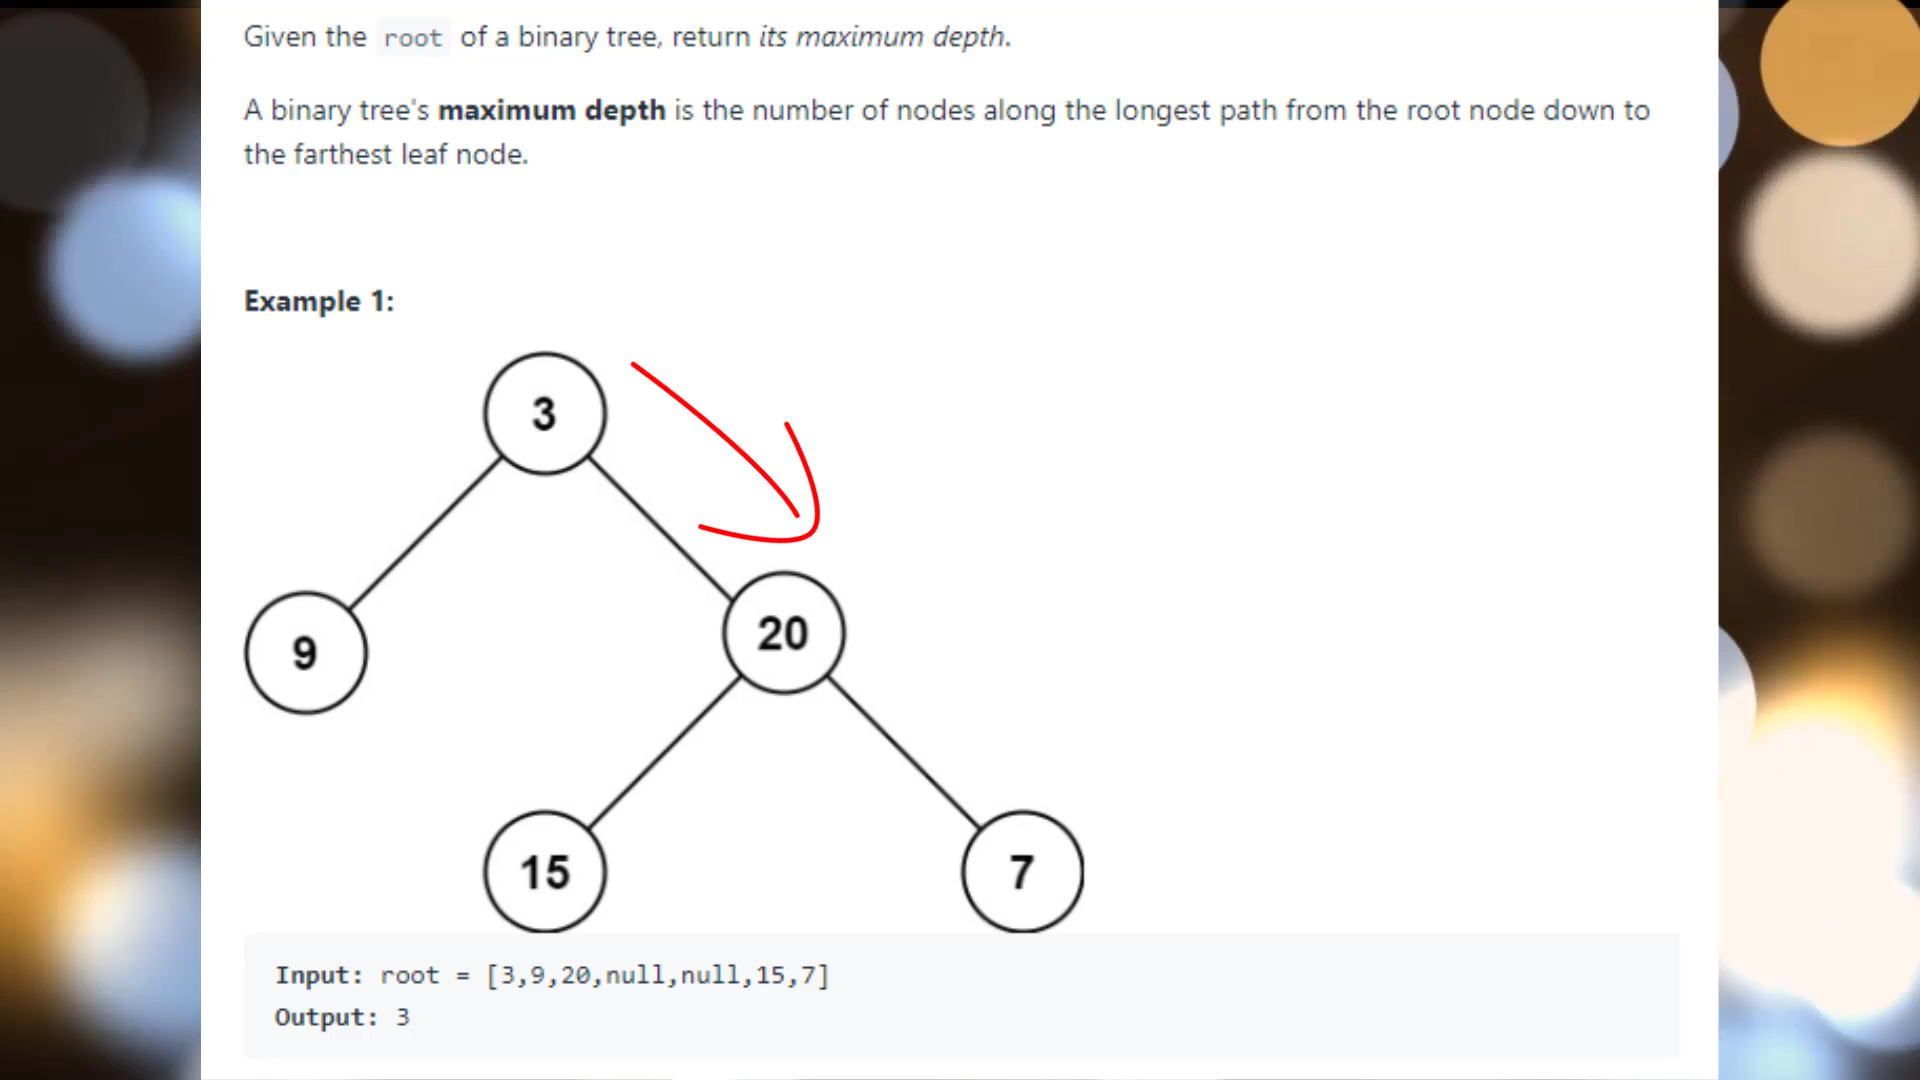 Given the root of a binary tree, return its maximum depth.
A binary tree's maximum depth is the number of nodes along the longest path from the root node down to
the farthest leaf node.
Example 1:
3
9
20
15
7
Input: root = [3,9,20,null,null,15,7]
Output: 3